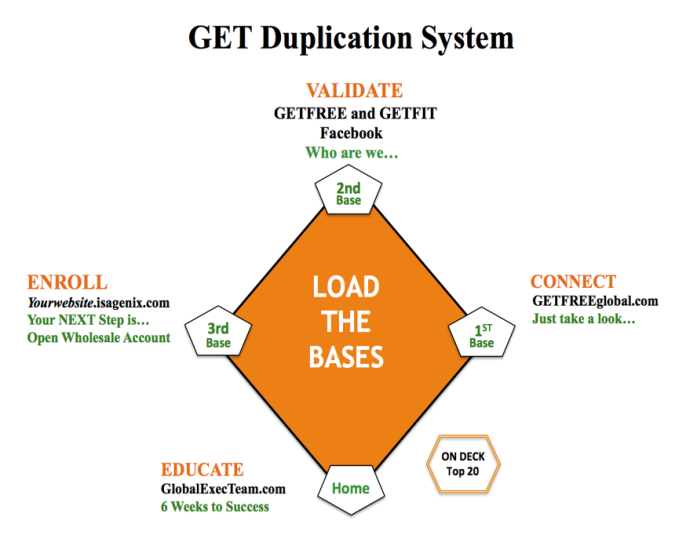 GET Duplication System
VALIDATE
GETFREE and GETFIT
Facebook
Who are we…
2nd
Base
ENROLL
Yourwebsite.isagenix.com
Your NEXT Step is…
Open Wholesale Account
3rd
Base
LOAD
THE
BASES
CONNECT
GETFREEglobal.com
Just take a look…
1ST
Base
EDUCATE
GlobalExecTeam.com
6 Weeks to Success
Home
ON DECK
Top 20